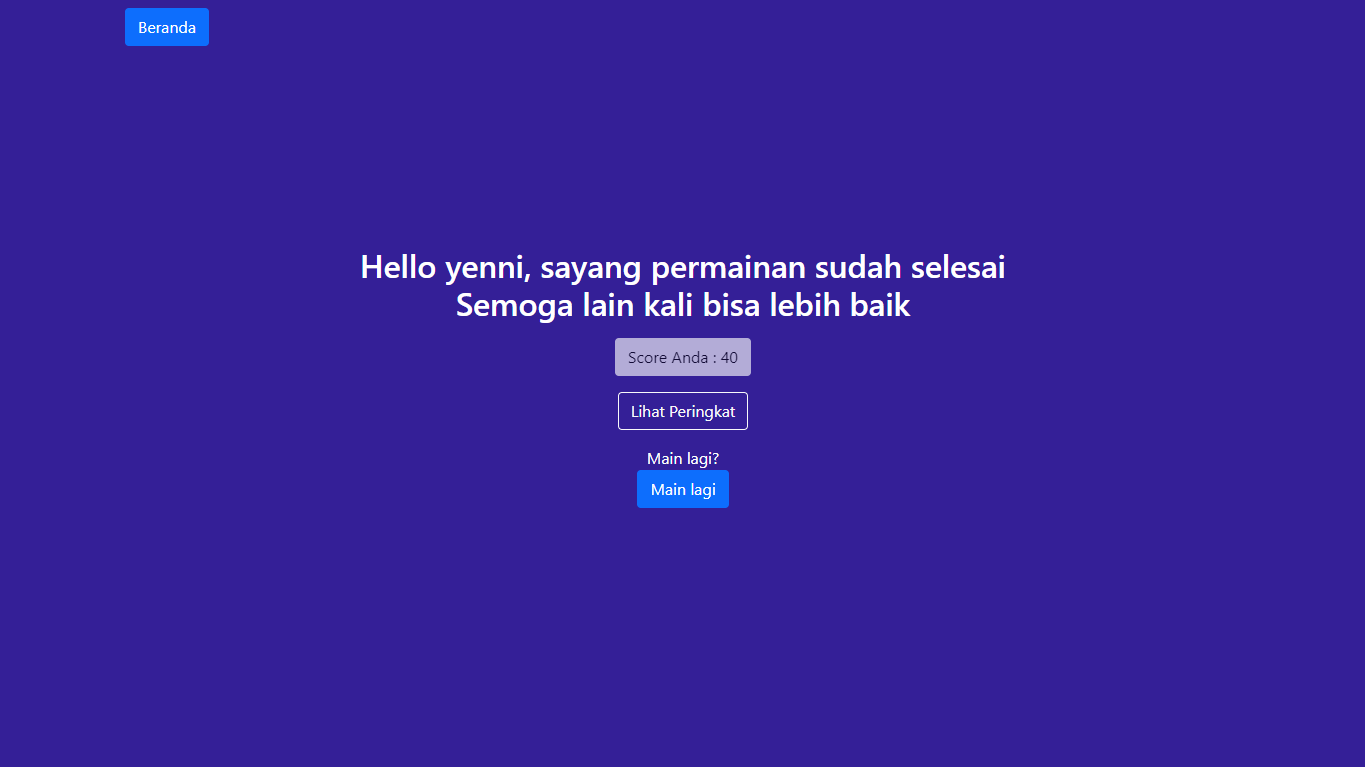 Beranda
Hello yenni, sayang permainan sudah selesai
Semoga lain kali bisa lebih baik
Score Anda : 40
Lihat Peringkat
Main lagi?
Main lagi